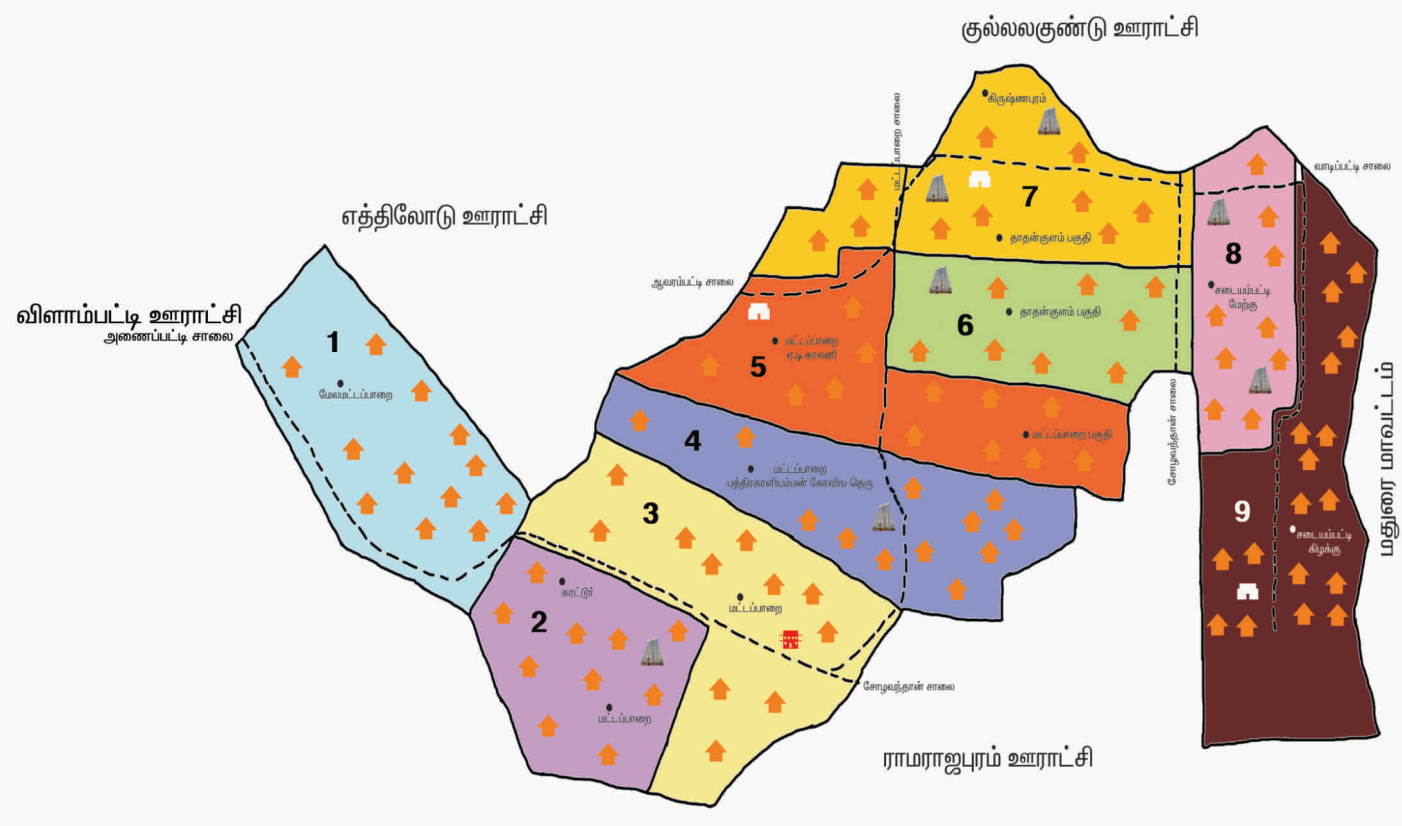 குல்லலகுண்டு ஊராட்சி
கிருஷ்ணபுரம்
மட்டப்பாறை சாலை
வாடிப்பட்டி சாலை
7
எத்திலோடு ஊராட்சி
தாதன்குளம் பகுதி
8
ஆவரம்பட்டி சாலை
சடையம்பட்டி
மேற்கு
விளாம்பட்டி ஊராட்சி
அணைப்பட்டி சாலை
1
6
தாதன்குளம் பகுதி
மட்டப்பாறை
ஏ.டி.காலனி
5
மேலமட்டப்பாறை
சோழவந்தான் சாலை
மதுரை மாவட்டம்
4
மட்டப்பாறை பகுதி
மட்டப்பாறை
பத்திரகாளியம்மன் கோவில் தெரு
3
9
சடையம்பட்டி
கிழக்கு
கரட்டூர்
2
மட்டப்பாறை
சோழவந்தான் சாலை
மட்டப்பாறை
ராமராஜபுரம் ஊராட்சி